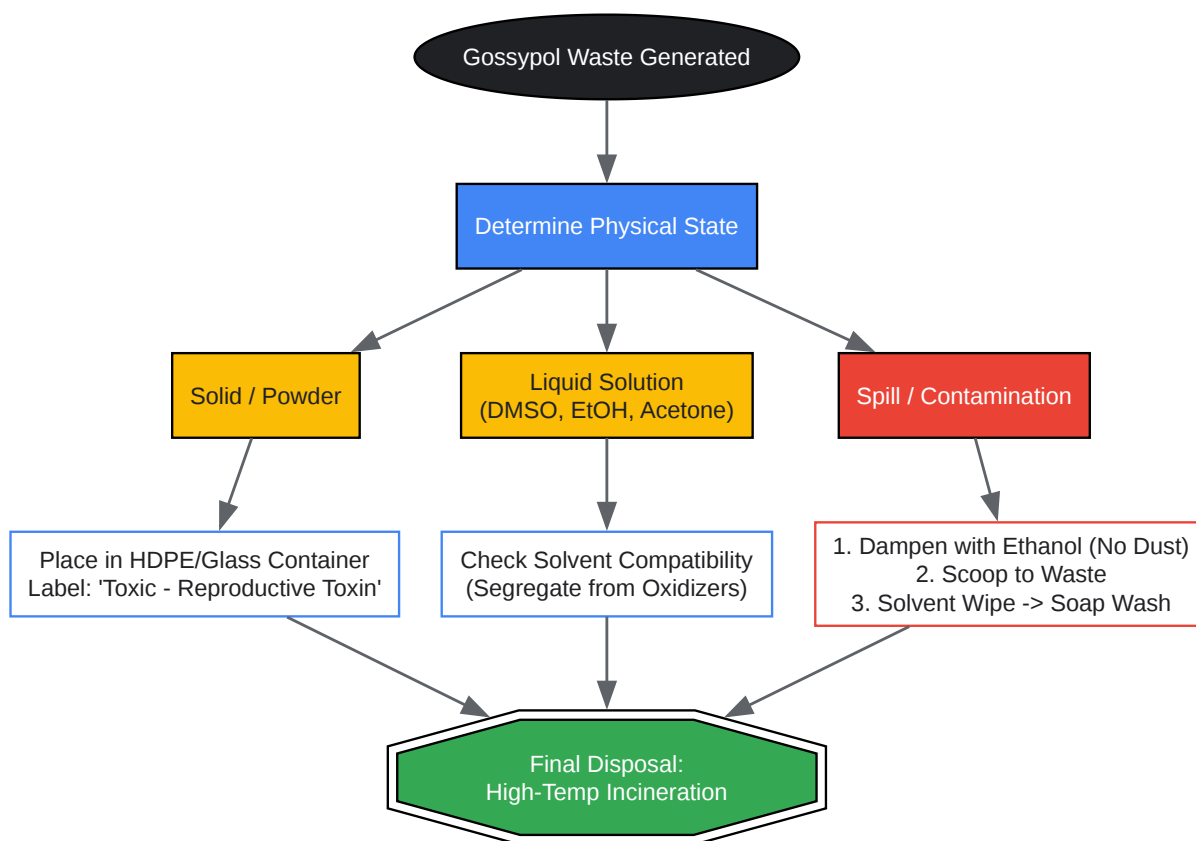 Gossypol Waste Generated
Determine Physical State
Solid / Powder
Liquid Solution
(DMSO, EtOH, Acetone)
Spill / Contamination
Place in HDPE/Glass Container
Label: 'Toxic - Reproductive Toxin'
Check Solvent Compatibility
(Segregate from Oxidizers)
1. Dampen with Ethanol (No Dust)
2. Scoop to Waste
3. Solvent Wipe -> Soap Wash
Final Disposal:
High-Temp Incineration